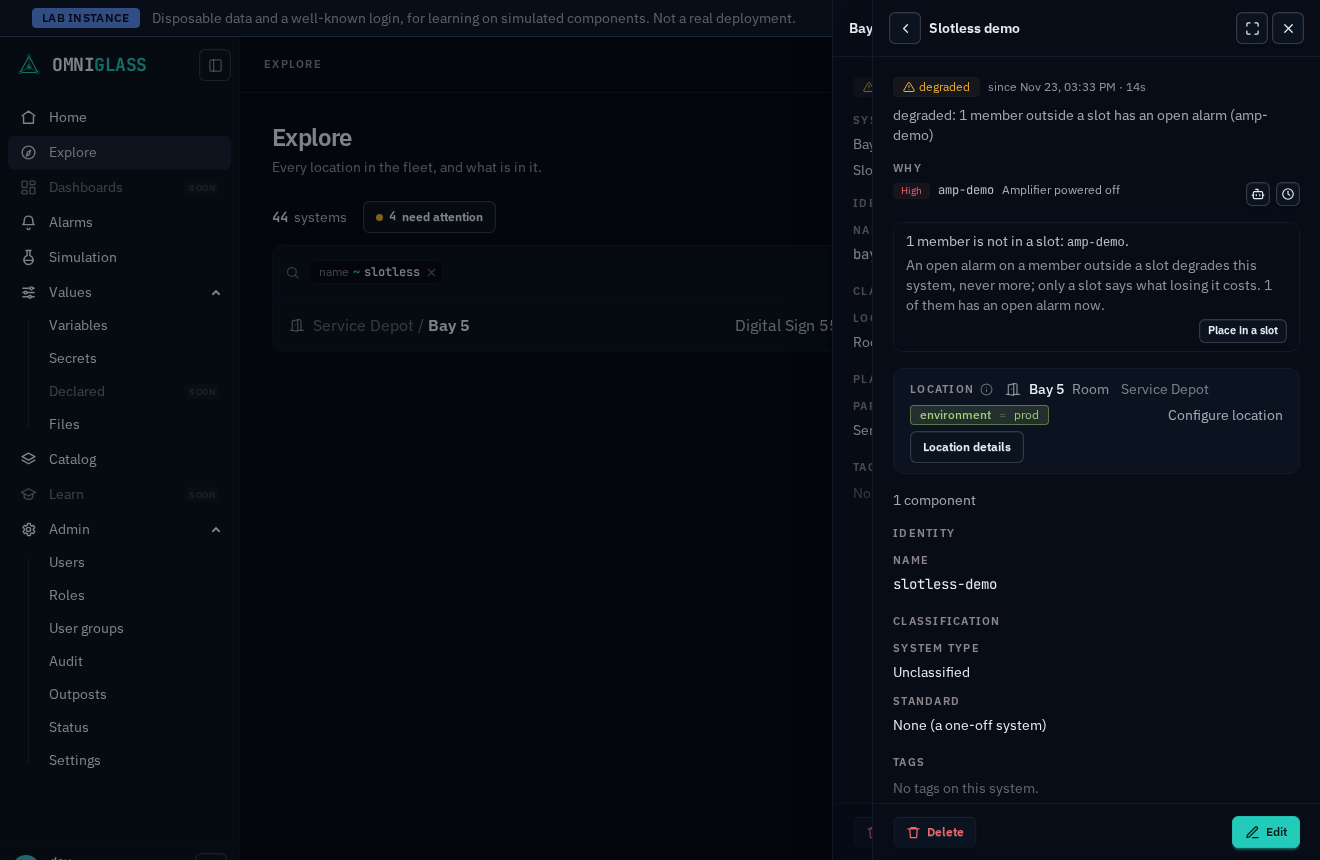 LAB INSTANCE Disposable data and a well-known login, for learning on simulated components. Not a real deployment.
OMNIGLASS
Home
Explore
Dashboards SOON
Alarms
Simulation
Values
Variables
Secrets
Declared SOON
Files
Catalog
Learn SOON
Admin
Users
Roles
User groups
Audit
Outposts
Status
Settings
EXPLORE
Explore
Every location in the fleet, and what is in it.
44 systems
4 need attention
name ~ slotless
Service Depot / Bay 5
Digital Sign 55
Bay
Slotless demo
degraded since Nov 23, 03:33 PM · 14s
degraded: 1 member outside a slot has an open alarm (amp-
demo)
WHY
High amp-demo Amplifier powered off
1 member is not in a slot: amp-demo.
An open alarm on a member outside a slot degrades this
system, never more; only a slot says what losing it costs. 1
of them has an open alarm now.
Place in a slot
LOCATION Bay 5 Room Service Depot
environment = prod
Configure location
Location details
1 component
IDENTITY
NAME
slotless-demo
CLASSIFICATION
SYSTEM TYPE
Unclassified
STANDARD
None (a one-off system)
TAGS
No tags on this system.
Delete
Edit